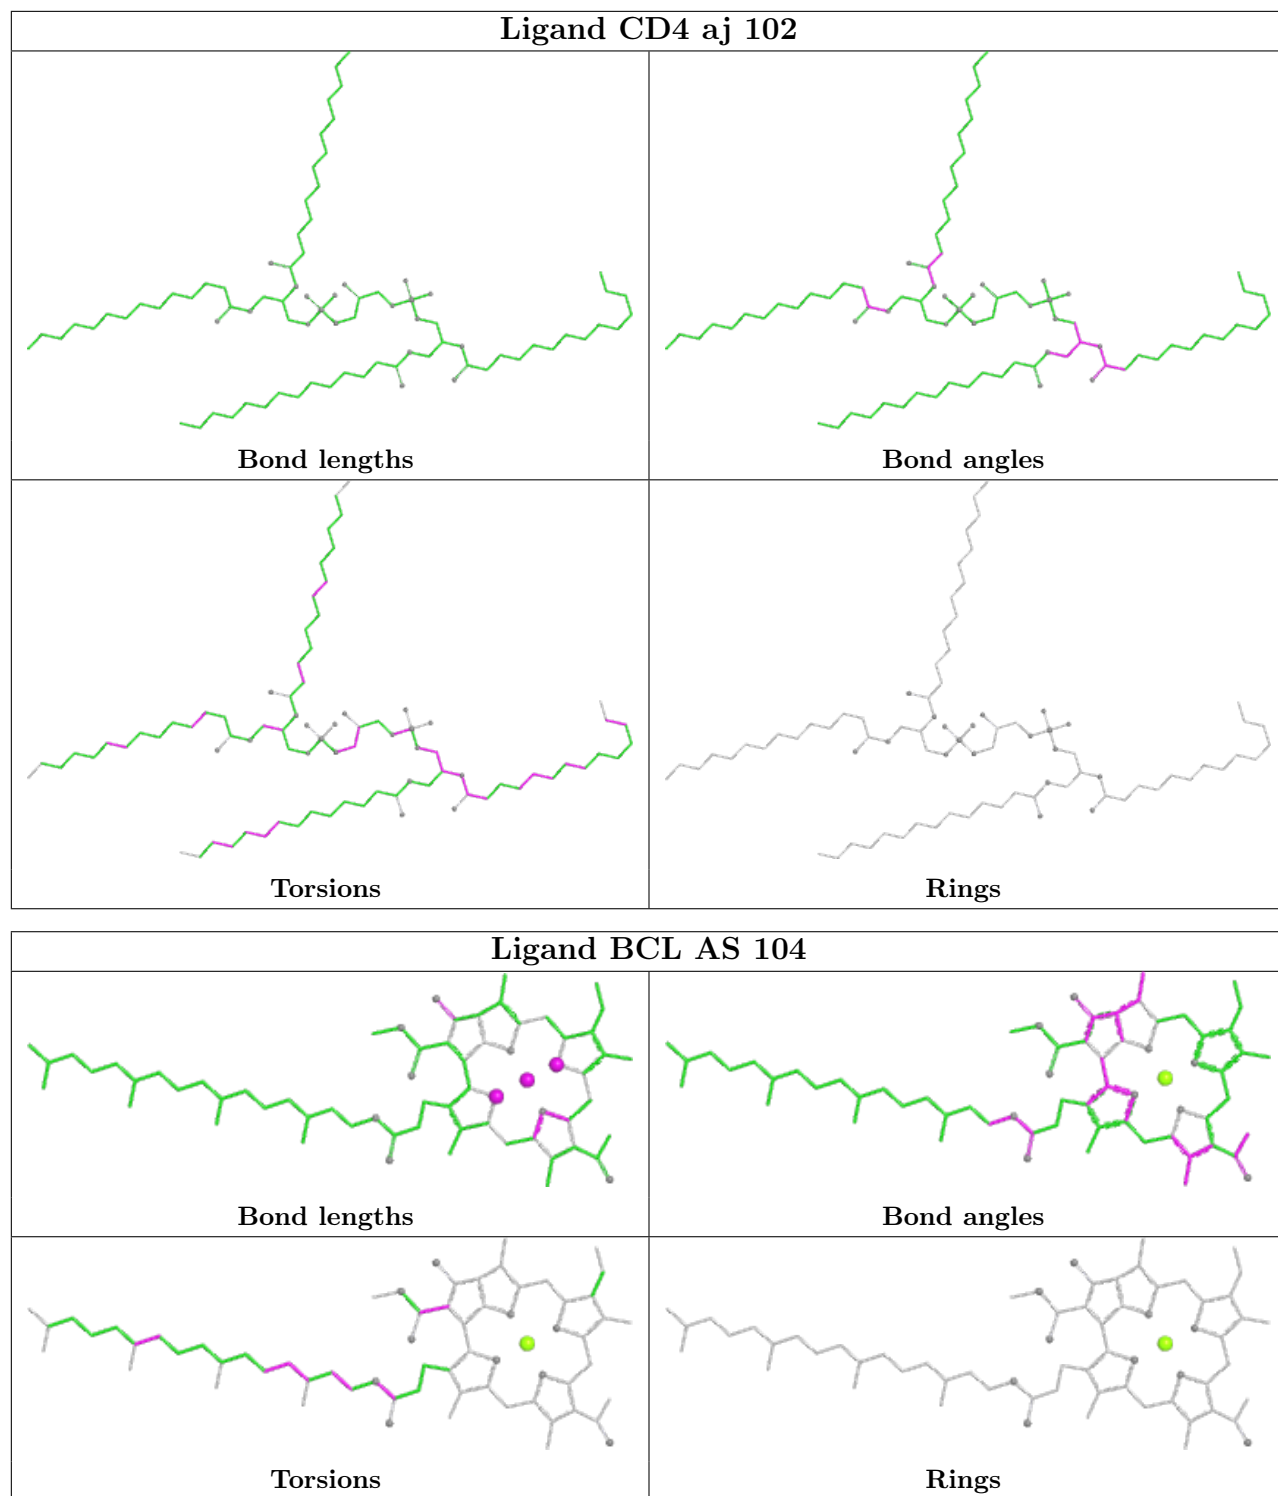 Ligand CD4 aj 102
Bond lengths
Bond angles
Torsions
Rings
Ligand BCL AS 104
Bond lengths
Bond angles
Torsions
Rings